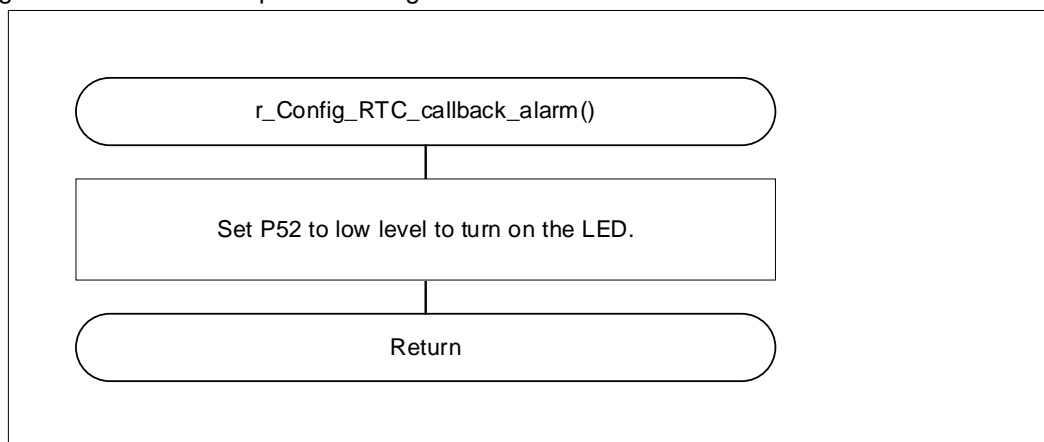 r_Config_RTC_callback_alarm()
Set P52 to low level to turn on the LED.
Return